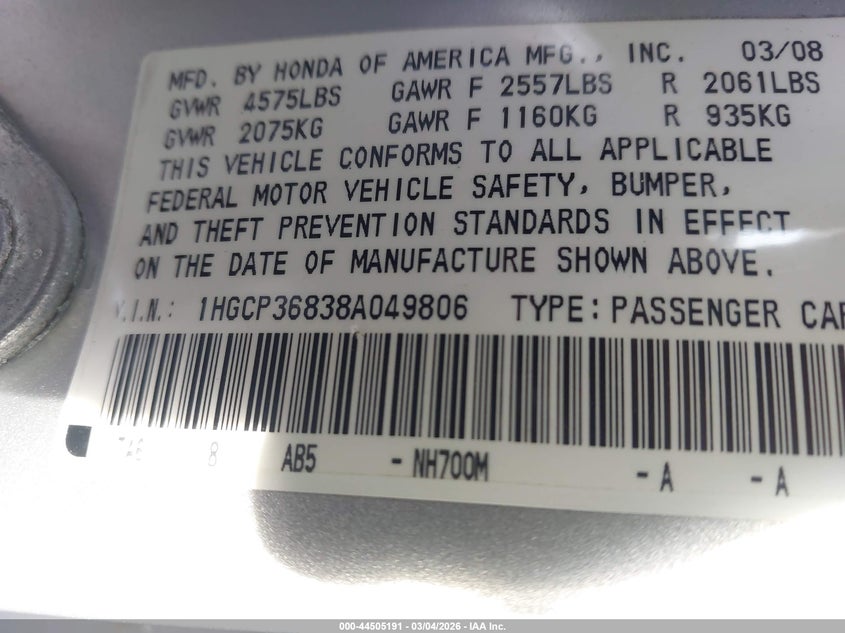 MFD. BY HONDA OF AMERICA MFG., INC. 03/08
GVWR 4575LBS GAWR F 2557LBS R 2061LBS
GVWR 2075KG GAWR F 1160KG R 935KG
THIS VEHICLE CONFORMS TO ALL APPLICABLE
FEDERAL MOTOR VEHICLE SAFETY, BUMPER,
AND THEFT PREVENTION STANDARDS IN EFFECT
ON THE DATE OF MANUFACTURE SHOWN ABOVE.
V.I.N.: 1HGCP36838A049806 TYPE: PASSENGER CAR
8 AB5 - NH700M - A - A
000-44505191 - 03/04/2026 - IAA Inc.